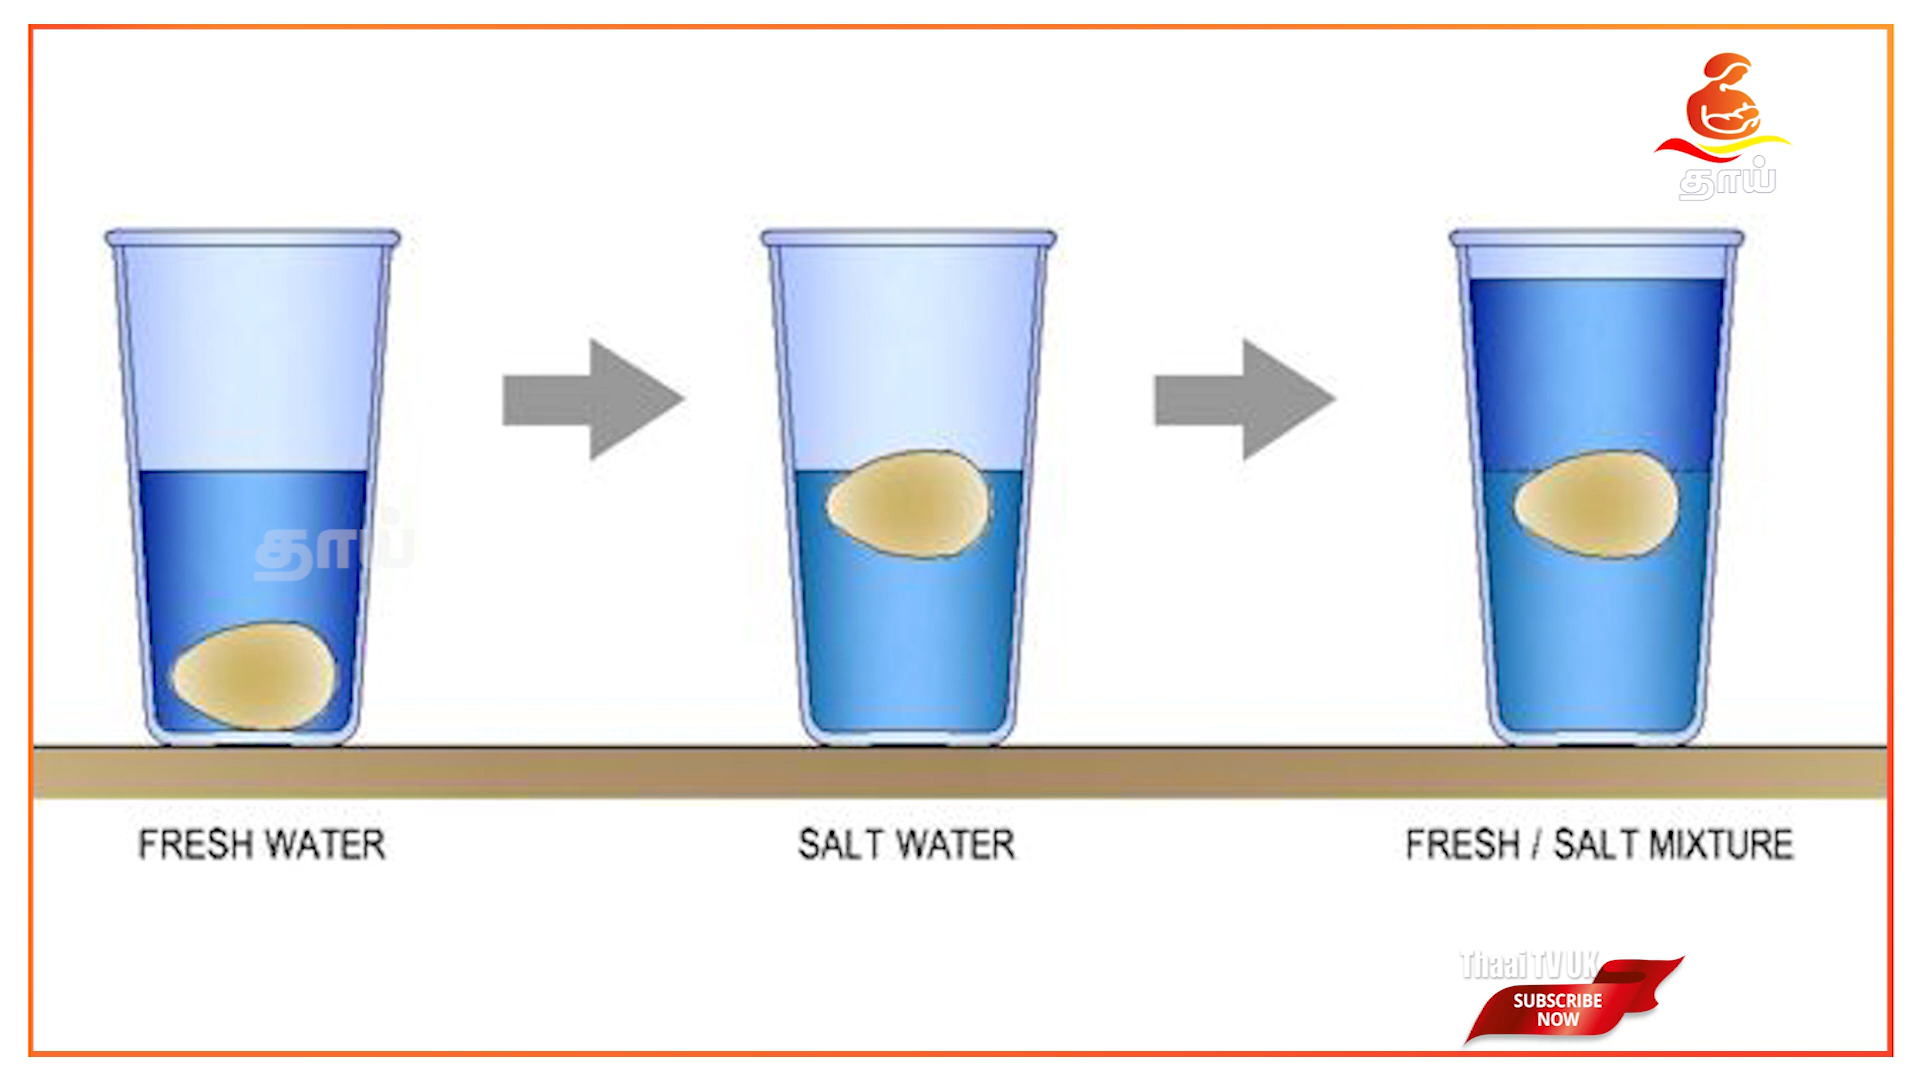 தாய்
தாய்
FRESH WATER
SALT WATER
FRESH / SALT MIXTURE
Thaai TV UK
SUBSCRIBE
NOW